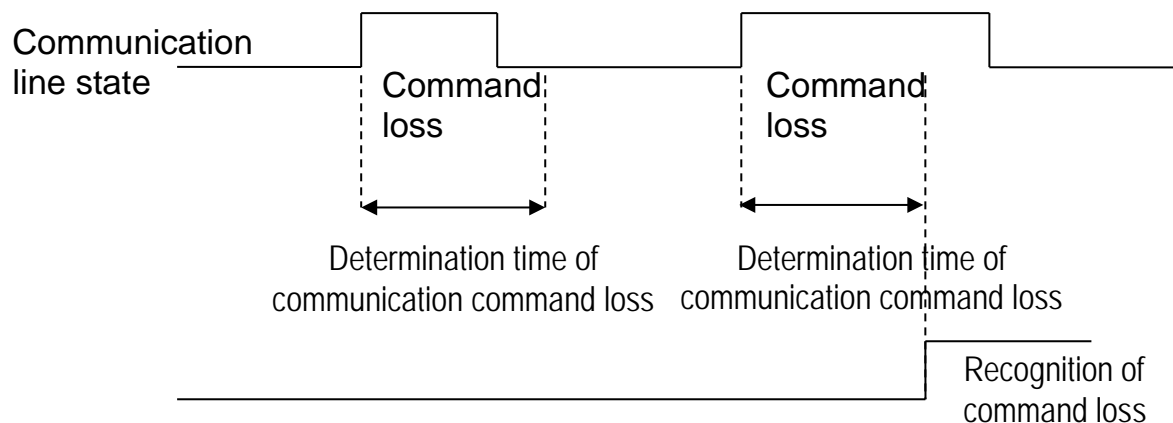 Communication
line state
Command
loss
Command
loss
Determination time of
communication command loss
Determination time of
communication command loss
Recognition of
command loss